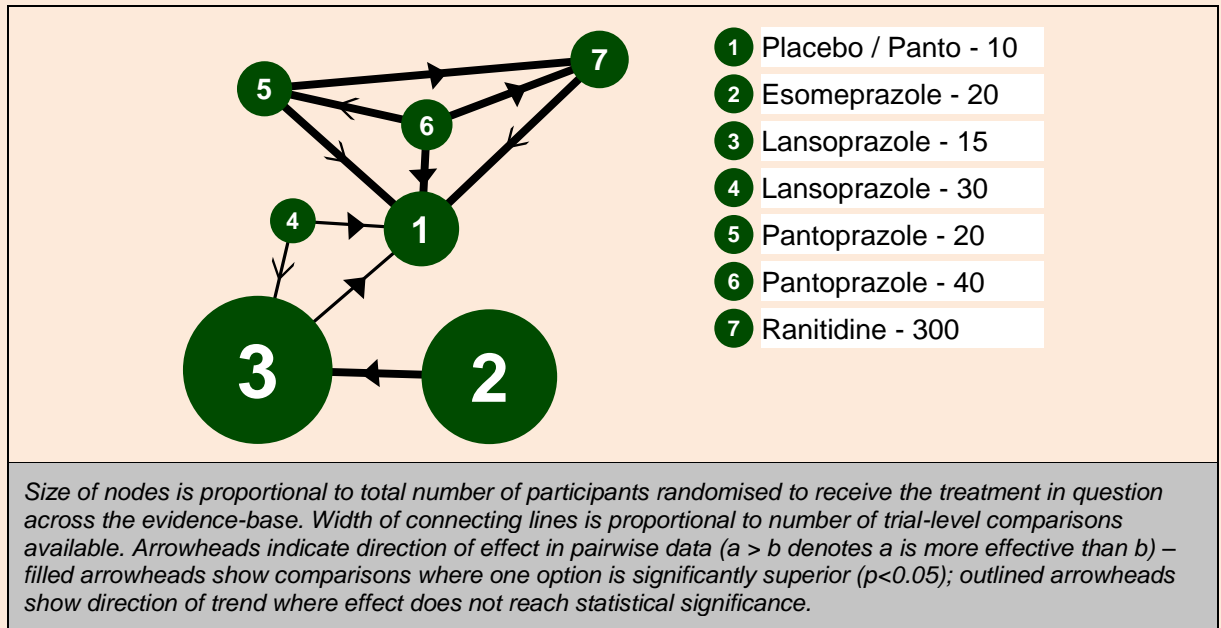 7
5
6
4
1
3
2
1 Placebo / Panto - 10
2 Esomeprazole - 20
3 Lansoprazole - 15
4 Lansoprazole - 30
5 Pantoprazole - 20
6 Pantoprazole - 40
7 Ranitidine - 300
Size of nodes is proportional to total number of participants randomised to receive the treatment in question
across the evidence-base. Width of connecting lines is proportional to number of trial-level comparisons
available. Arrowheads indicate direction of effect in pairwise data (a > b denotes a is more effective than b) –
filled arrowheads show comparisons where one option is significantly superior (p<0.05); outlined arrowheads
show direction of trend where effect does not reach statistical significance.